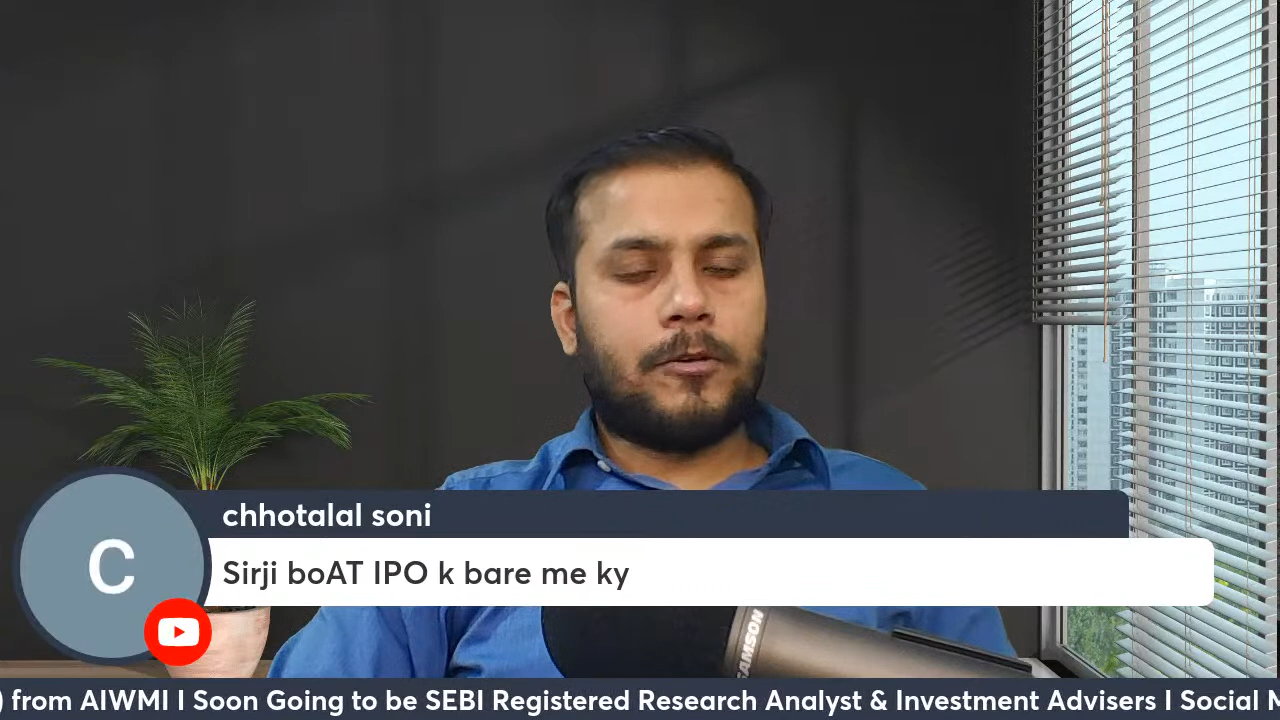 chhotalal soni
C
Sirji boAT IPO k bare me ky
SAMSON
) from AIWMI I Soon Going to be SEBI Registered Research Analyst & Investment Advisers I Social